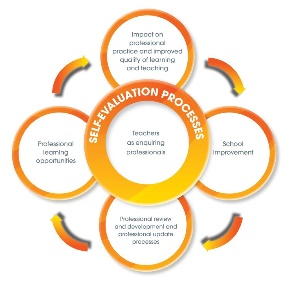 Impact on
professional
practice and improved
quality of learning
and teaching
SELF-EVALUATION PROCESSES
Professional
learning
opportunities
Teachers
as enquiring
professionals
School
improvement
Professional review
and development and
professional update
processes